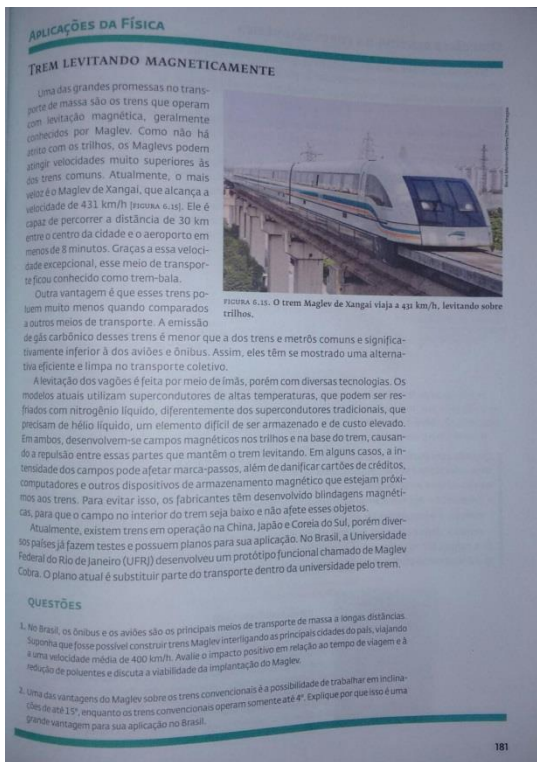 APLICAÇÕES DA FÍSICA
TREM LEVITANDO MAGNETICAMENTE
Uma das grandes promessas no trans-
porte de massa são os trens que operam
com levitação magnética, geralmente
conhecidos por Maglev. Como não há
atrito com os trilhos, os Maglevs podem
atingir velocidades muito superiores às
dos trens comuns. Atualmente, o mais
veloz é o Maglev de Xangai, que alcança a
velocidade de 431 km/h [FIGURA 6.15]. Ele é
capaz de percorrer a distância de 30 km
entre o centro da cidade e o aeroporto em
menos de 8 minutos. Graças a essa veloci-
dade excepcional, esse meio de transpor-
te ficou conhecido como trem-bala.
Outra vantagem é que esses trens po-
luem muito menos quando comparados
a outros meios de transporte. A emissão
de gás carbônico desses trens é menor que a dos trens e metrôs comuns e significa-
tivamente inferior à dos aviões e ônibus. Assim, eles têm se mostrado uma alterna-
tiva eficiente e limpa no transporte coletivo.
FIGURA 6.15. O trem Maglev de Xangai viaja a 431 km/h, levitando sobre
trilhos.
A levitação dos vagões é feita por meio de ímãs, porém com diversas tecnologias. Os
modelos atuais utilizam supercondutores de altas temperaturas, que podem ser res-
friados com nitrogênio líquido, diferentemente dos supercondutores tradicionais, que
precisam de hélio líquido, um elemento difícil de ser armazenado e de custo elevado.
Em ambos, desenvolvem-se campos magnéticos nos trilhos e na base do trem, causan-
do a repulsão entre essas partes que mantêm o trem levitando. Em alguns casos, a in-
tensidade dos campos pode afetar marca-passos, além de danificar cartões de créditos,
computadores e outros dispositivos de armazenamento magnético que estejam próxi-
mos aos trens. Para evitar isso, os fabricantes têm desenvolvido blindagens magnéti-
cas, para que o campo no interior do trem seja baixo e não afete esses objetos.
Atualmente, existem trens em operação na China, Japão e Coreia do Sul, porém diver-
sos países já fazem testes e possuem planos para sua aplicação. No Brasil, a Universidade
Federal do Rio de Janeiro (UFRJ) desenvolveu um protótipo funcional chamado de Maglev
Cobra. O plano atual é substituir parte do transporte dentro da universidade pelo trem.
QUESTÕES
1. No Brasil, os ônibus e os aviões são os principais meios de transporte de massa a longas distâncias.
Suponha que fosse possível construir trens Maglev interligando as principais cidades do país, viajando
a uma velocidade média de 400 km/h. Avalie o impacto positivo em relação ao tempo de viagem e à
redução de poluentes e discuta a viabilidade da implantação do Maglev.
2. Uma das vantagens do Maglev sobre os trens convencionais é a possibilidade de trabalhar em inclina-
ções de até 15°, enquanto os trens convencionais operam somente até 4°. Explique por que isso é uma
grande vantagem para sua aplicação no Brasil.
181